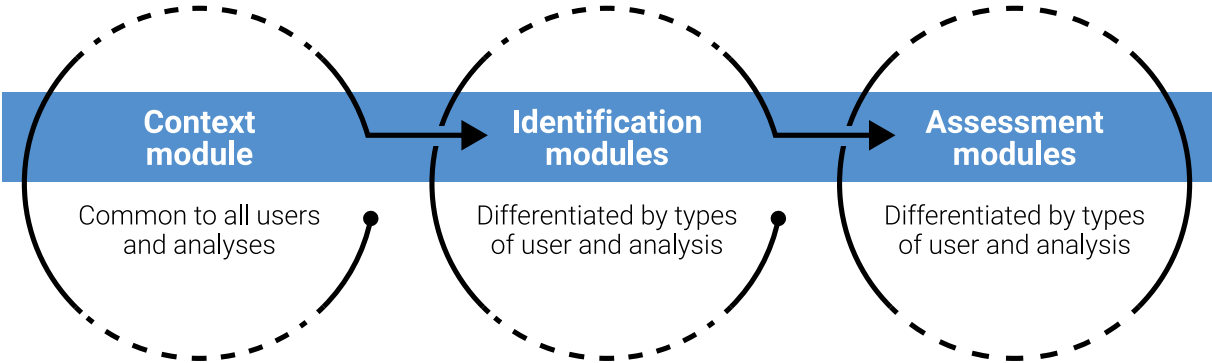 Context
module
Common to all users
and analyses
Identification
modules
Differentiated by types
of user and analysis
Assessment
modules
Differentiated by types
of user and analysis